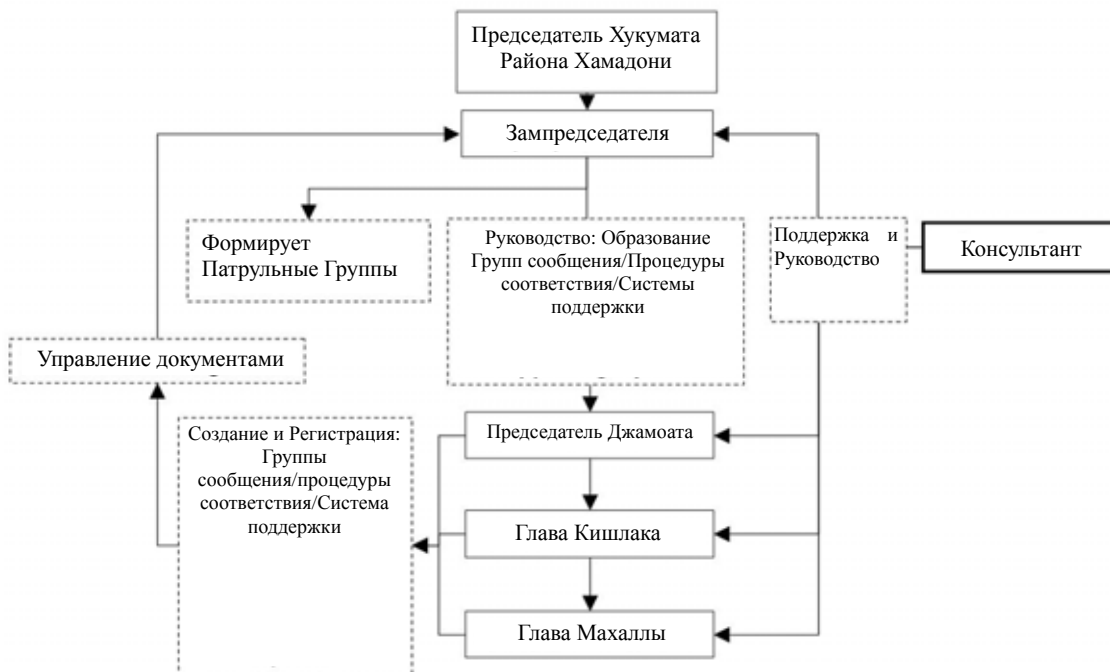 Председатель Хукумата
Района Хамадони
Зампредседателя
Формирует
Патрульные Группы
Руководство: Образование
Групп сообщения/Процедуры
соответствия/Системы
поддержки
Поддержка и
Руководство
Консультант
Управление документами
Создание и Регистрация:
Группы
сообщения/процедуры
соответствия/Система
поддержки
Председатель Джамоата
Глава Кишлака
Глава Махаллы